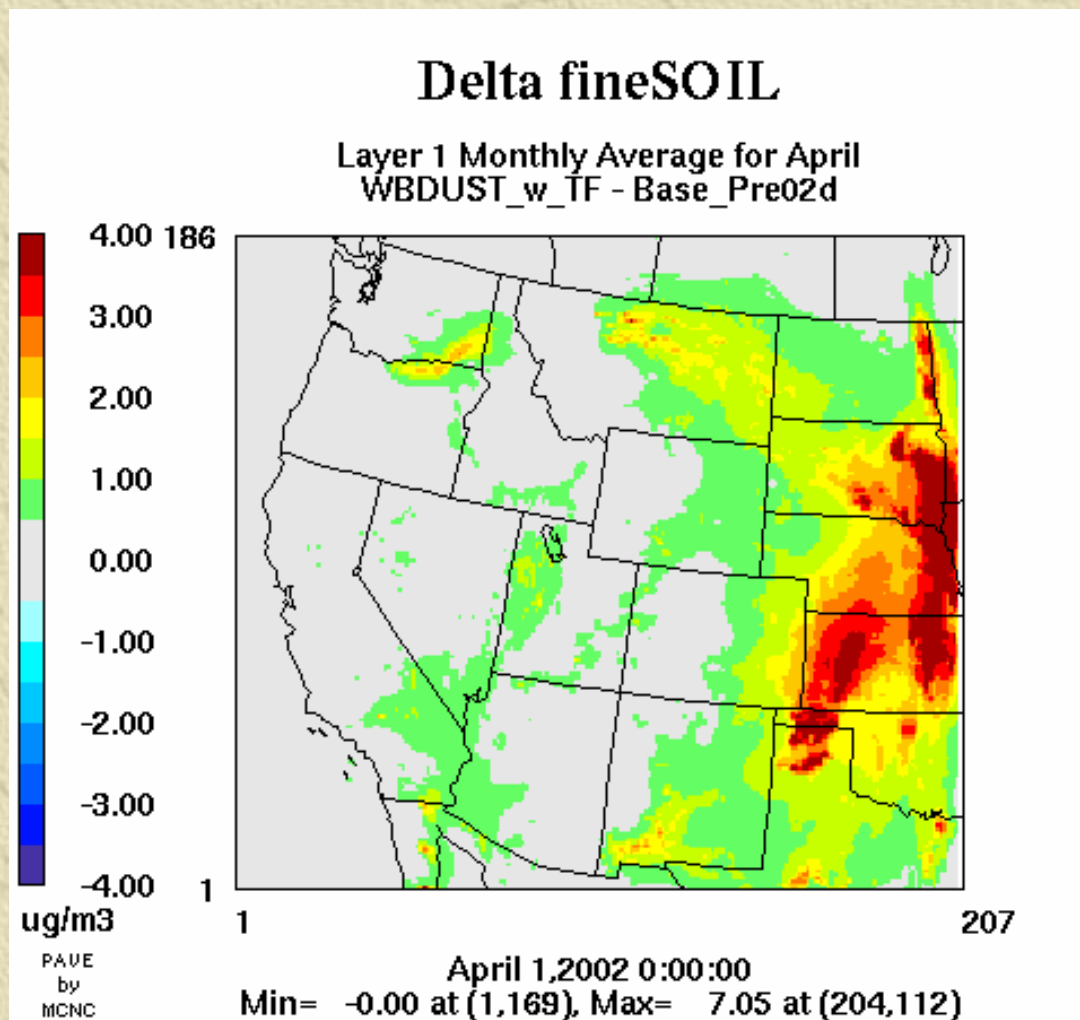 Delta fineSOIL
Layer 1 Monthly Average for April
WBDUST_w_TF - Base_Pre02d
4.00
3.00
2.00
1.00
0.00
-1.00
-2.00
-3.00
-4.00
ug/m3
PAVE
by
MCNC
186
1
1
207
April 1,2002 0:00:00
Min= -0.00 at (1,169), Max= 7.05 at (204,112)